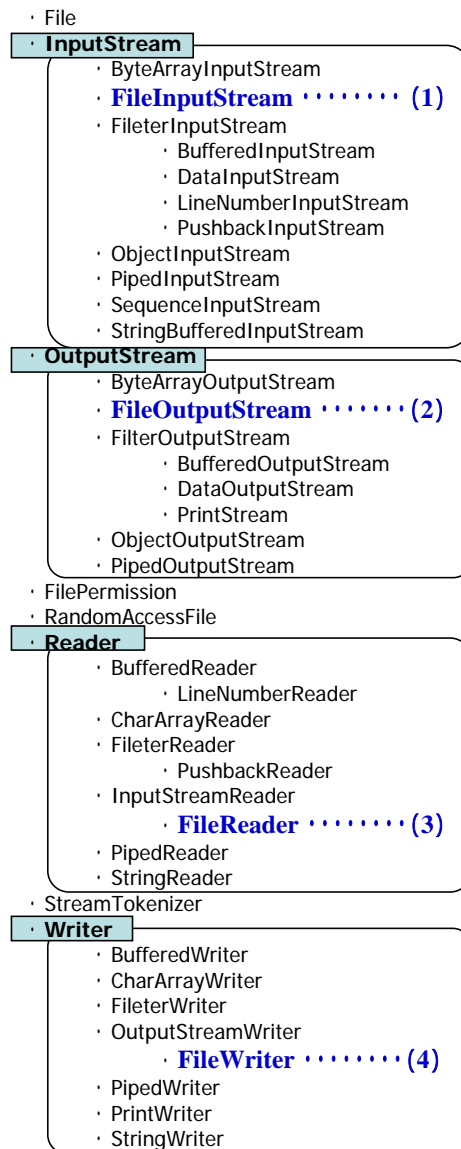 · File
· InputStream
· ByteArrayInputStream
· FileInputStream ········ (1)
· FileterInputStream
· BufferedInputStream
· DataInputStream
· LineNumberInputStream
· PushbackInputStream
· ObjectInputStream
· PipedInputStream
· SequenceInputStream
· StringBufferedInputStream
· OutputStream
· ByteArrayOutputStream
· FileOutputStream ······· (2)
· FilterOutputStream
· BufferedOutputStream
· DataOutputStream
· PrintStream
· ObjectOutputStream
· PipedOutputStream
· FilePermission
· RandomAccessFile
· Reader
· BufferedReader
· LineNumberReader
· CharArrayReader
· FileterReader
· PushbackReader
· InputStreamReader
· FileReader ········ (3)
· PipedReader
· StringReader
· StreamTokenizer
· Writer
· BufferedWriter
· CharArrayWriter
· FileterWriter
· OutputStreamWriter
· FileWriter ········ (4)
· PipedWriter
· PrintWriter
· StringWriter